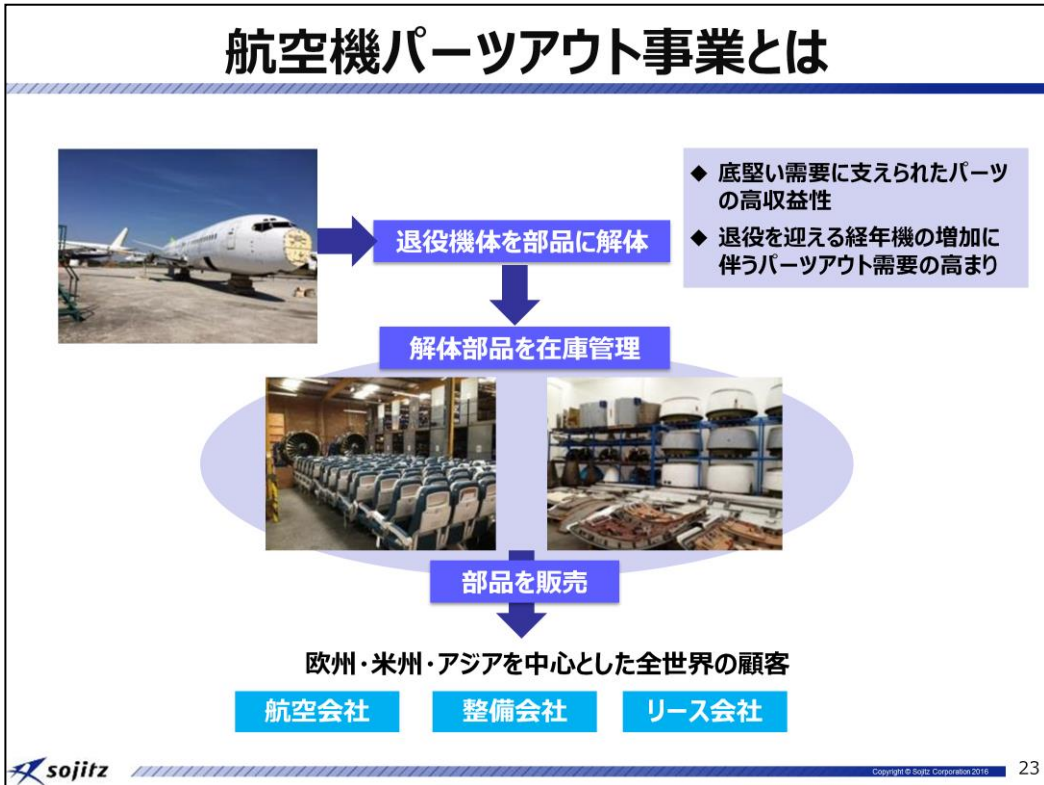 航空機パーツアウト事業とは
◆ 底堅い需要に支えられたパーツ
の高収益性
◆ 退役を迎える経年機の増加に
伴うパーツアウト需要の高まり
退役機体を部品に解体
解体部品を在庫管理
部品を販売
欧州・米州・アジアを中心とした全世界の顧客
航空会社
整備会社
リース会社
sojitz
Copyright © Sojitz Corporation 2016
23